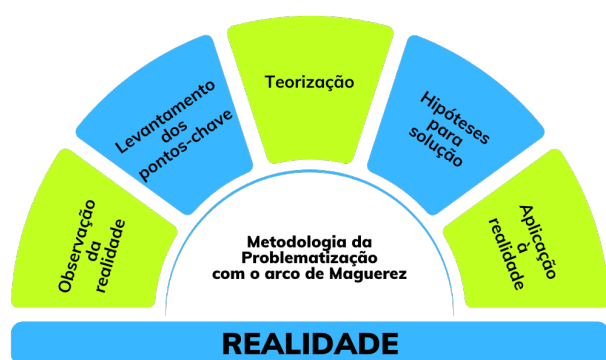 Observação
da
realidade
Levantamento
dos
pontos-chave
Teorização
Hipóteses
para
solução
Aplicação
à
realidade
Metodologia da
Problematização
com o arco de Maguerez
REALIDADE